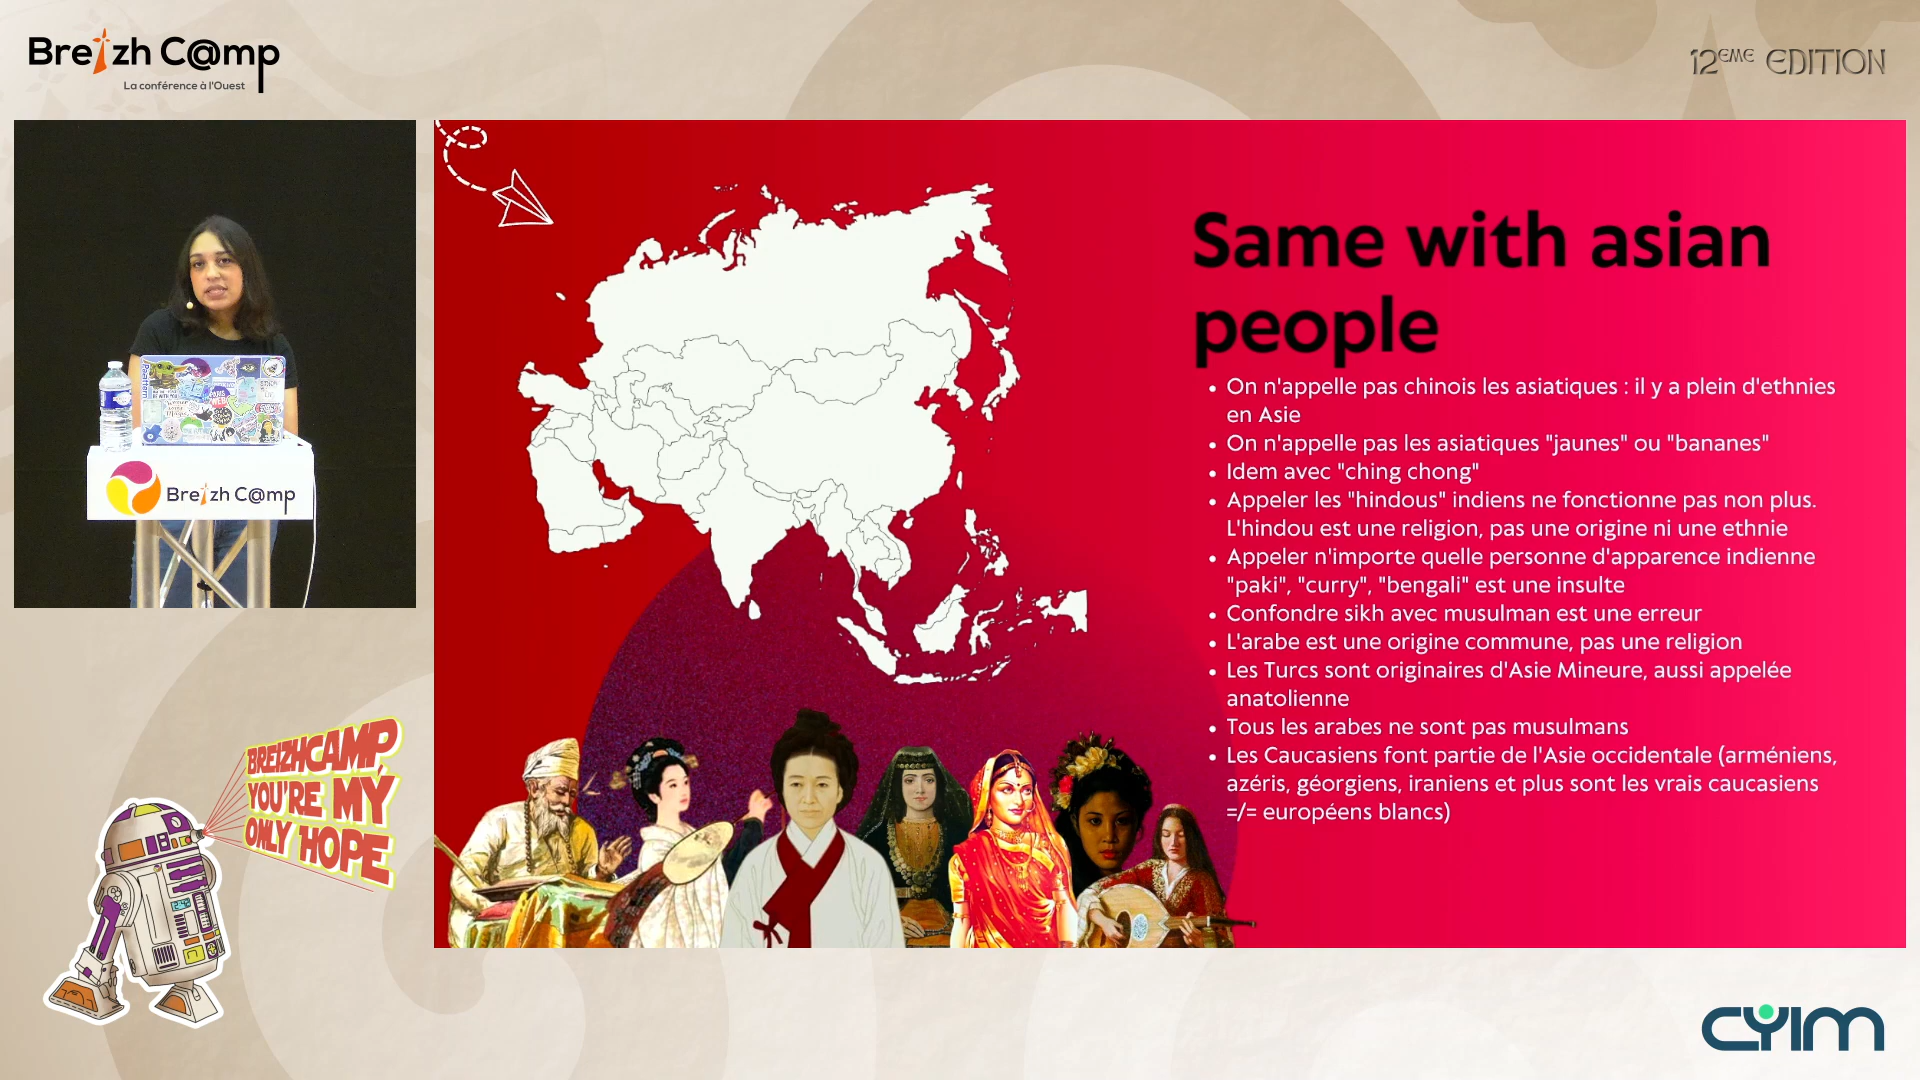 Breizh C@mp
La conférence à l'Ouest
12EME EDITION
Same with asian
people
• On n'appelle pas chinois les asiatiques : il y a plein d'ethnies
en Asie
• On n'appelle pas les asiatiques "jaunes" ou "bananes"
• Idem avec "ching chong"
• Appeler les "hindous" indiens ne fonctionne pas non plus.
L'hindou est une religion, pas une origine ni une ethnie
• Appeler n'importe quelle personne d'apparence indienne
"paki", "curry", "bengali" est une insulte
• Confondre sikh avec musulman est une erreur
• L'arabe est une origine commune, pas une religion
• Les Turcs sont originaires d'Asie Mineure, aussi appelée
anatolienne
• Tous les arabes ne sont pas musulmans
• Les Caucasiens font partie de l'Asie occidentale (arméniens,
azéris, géorgiens, iraniens et plus sont les vrais caucasiens
=/= européens blancs)
Breizh C@mp
BREIZHCAMP,
YOU'RE MY
ONLY HOPE
CYIM